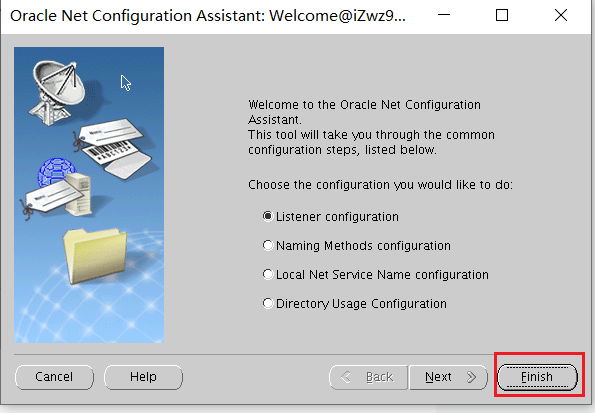 Oracle Net Configuration Assistant: Welcome@iZwz9...
Welcome to the Oracle Net Configuration
Assistant.
This tool will take you through the common
configuration steps, listed below.
Choose the configuration you would like to do:
Listener configuration
Naming Methods configuration
Local Net Service Name configuration
Directory Usage Configuration
Cancel
Help
Back
Next
Finish